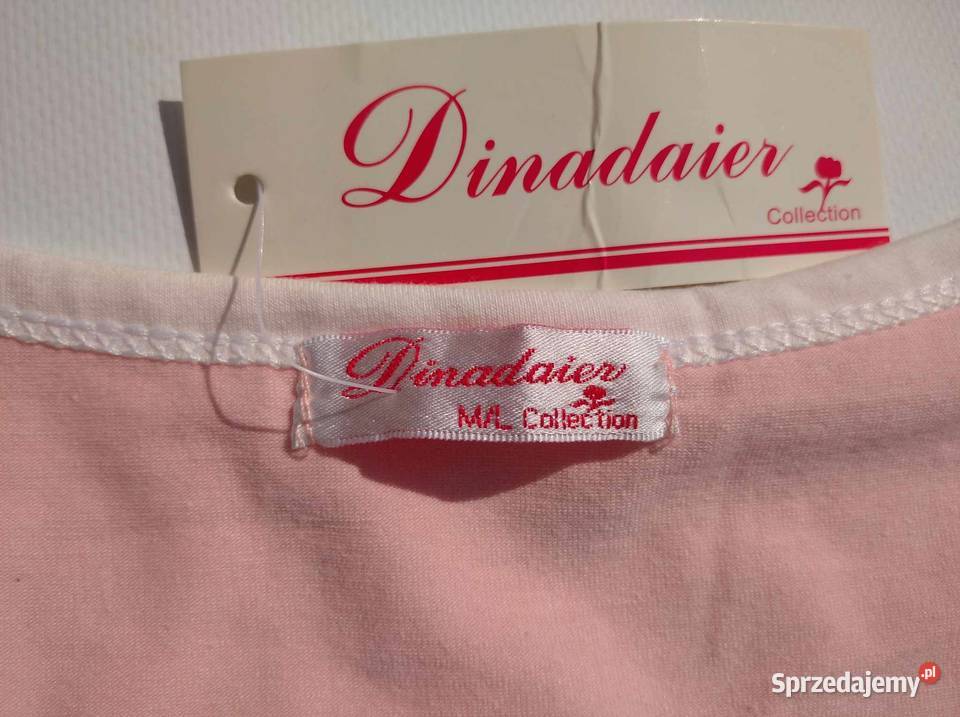 Dinadaier
Collection
Dinadaier
M/L Collection
Sprzedajemy.pl